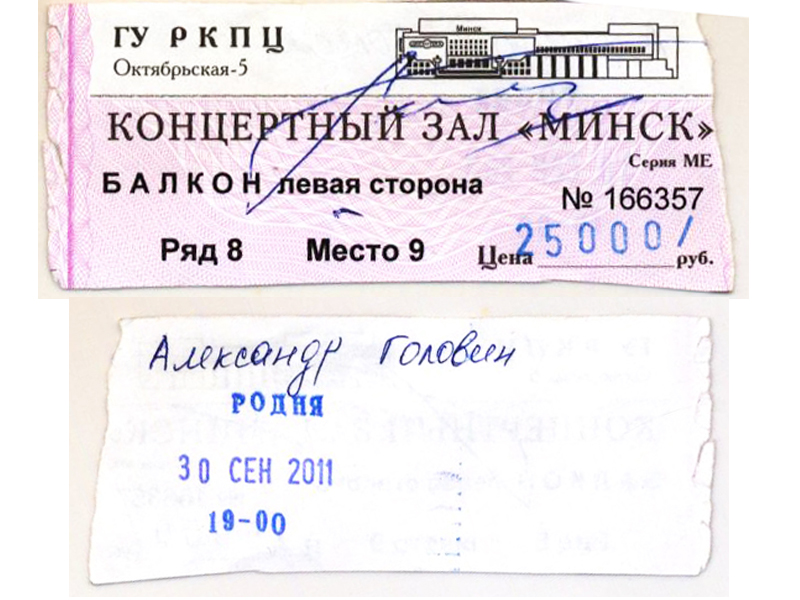 ГУ РКПЦ
Октябрьская-5
Минск
КОНЦЕРТНЫЙ ЗАЛ «МИНСК»
Серия МЕ
БАЛКОН левая сторона
№ 166357
Ряд 8 Место 9 Цена 25000/ руб.
Александр Головин
РОДНЯ
30 СЕН 2011
19-00